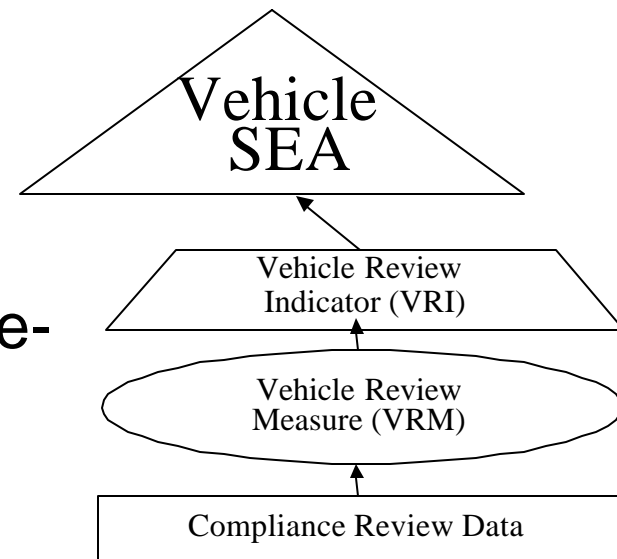 Vehicle
SEA
Vehicle Review
Indicator (VRI)
e-
Vehicle Review
Measure (VRM)
Compliance Review Data